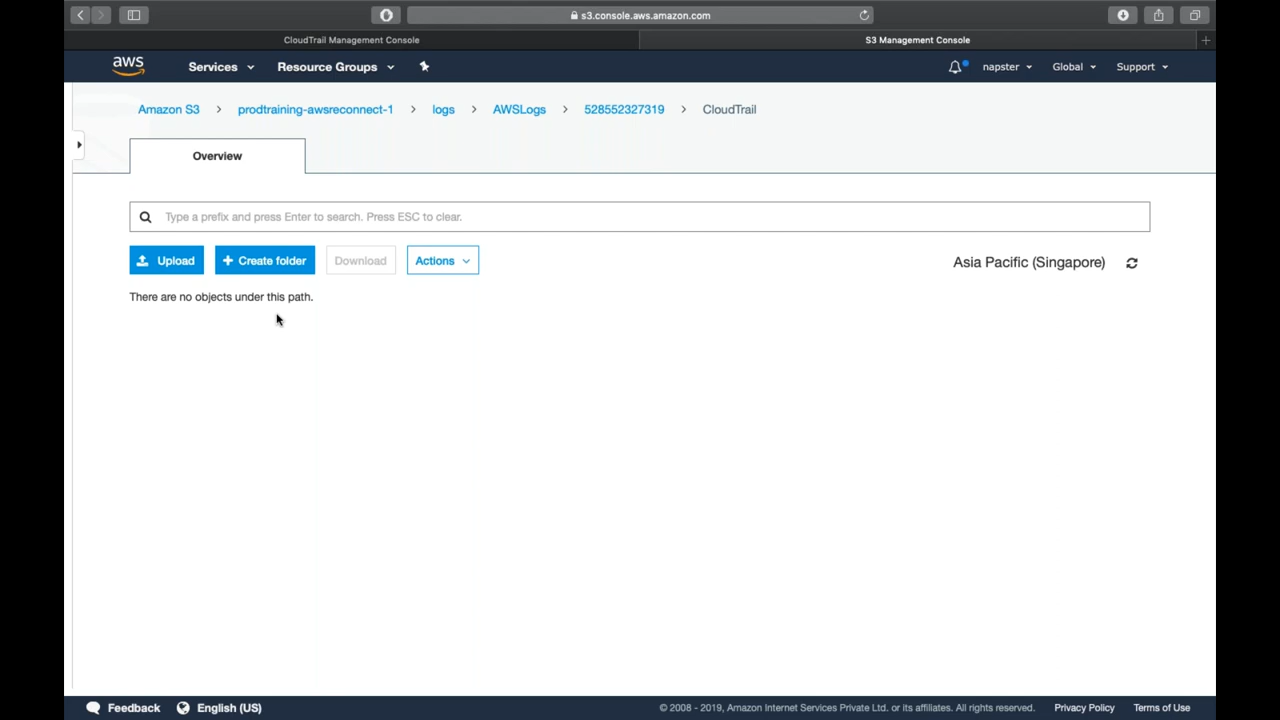 s3.console.aws.amazon.com
CloudTrail Management Console
S3 Management Console
aws Services Resource Groups napster Global Support
Amazon S3 prodtraining-awsreconnect-1 logs AWSLogs 528552327319 CloudTrail
Overview
Type a prefix and press Enter to search. Press ESC to clear.
Upload + Create folder Download Actions Asia Pacific (Singapore)
There are no objects under this path.
Feedback English (US) © 2008 - 2019, Amazon Internet Services Private Ltd. or its affiliates. All rights reserved. Privacy Policy Terms of Use